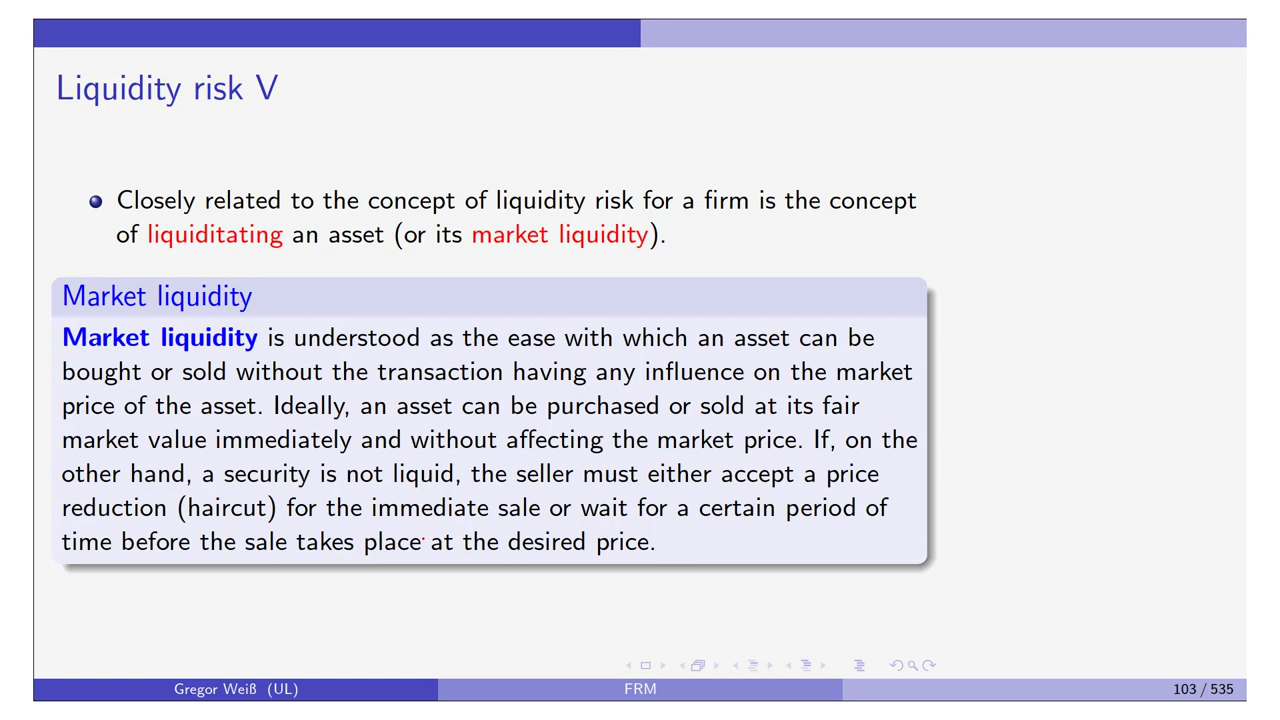 Liquidity risk V
Closely related to the concept of liquidity risk for a firm is the concept
of liquiditating an asset (or its market liquidity).
Market liquidity
Market liquidity is understood as the ease with which an asset can be
bought or sold without the transaction having any influence on the market
price of the asset. Ideally, an asset can be purchased or sold at its fair
market value immediately and without affecting the market price. If, on the
other hand, a security is not liquid, the seller must either accept a price
reduction (haircut) for the immediate sale or wait for a certain period of
time before the sale takes place at the desired price.
Gregor Weiß (UL)
FRM
103 / 535